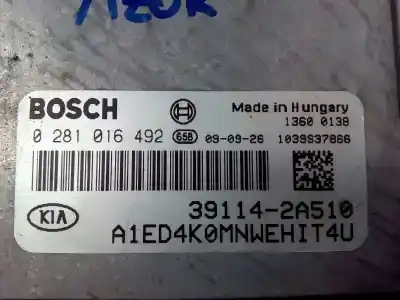 BOSCH
Made in Hungary
1360 0138
0 281 016 492 658 09-09-26 1039S37866
KIA
39114-2A510
A1ED4K0MNWEHIT4U